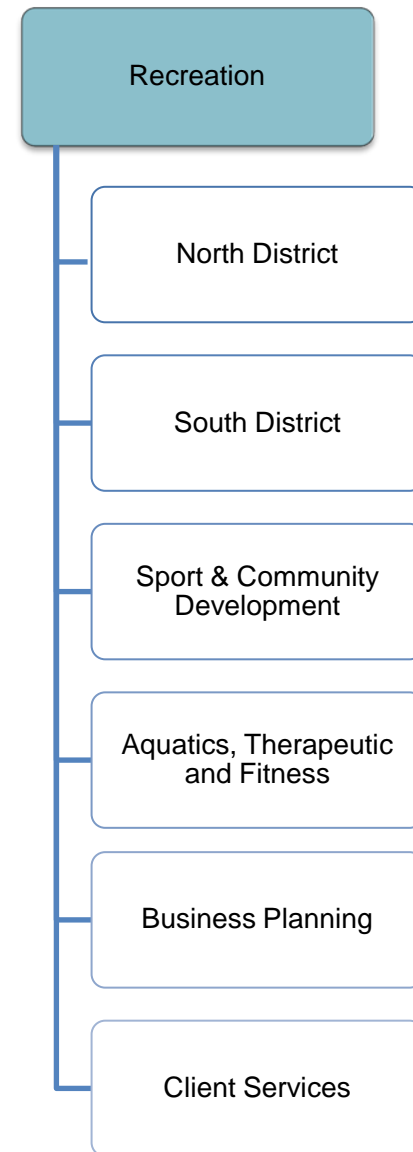 Recreation
North District
South District
Sport & Community
Development
Aquatics, Therapeutic
and Fitness
Business Planning
Client Services